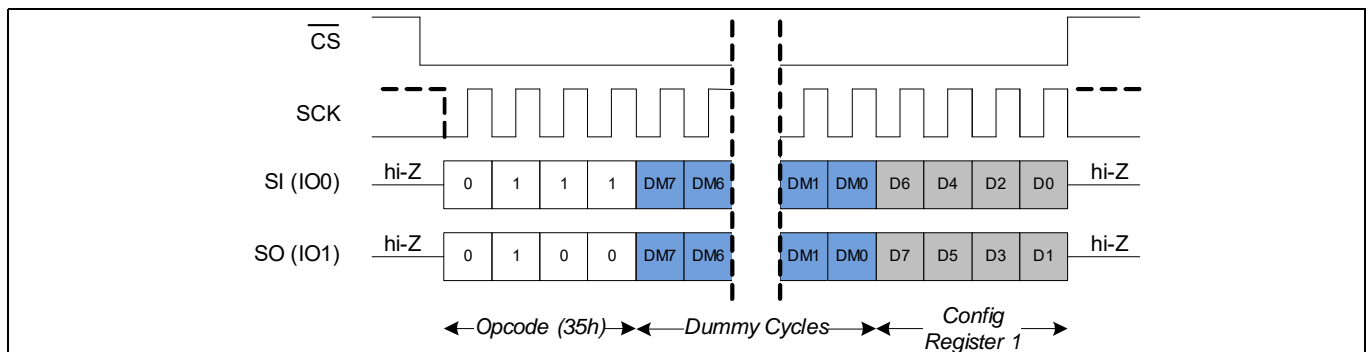 CS
SCK
hi-Z 0 1 1 1 DM7 DM6 DM1 DM0 D6 D4 D2 D0 hi-Z
SI (IO0)
hi-Z 0 1 0 0 DM7 DM6 DM1 DM0 D7 D5 D3 D1 hi-Z
SO (IO1)
Opcode (35h) Dummy Cycles Config
Register 1